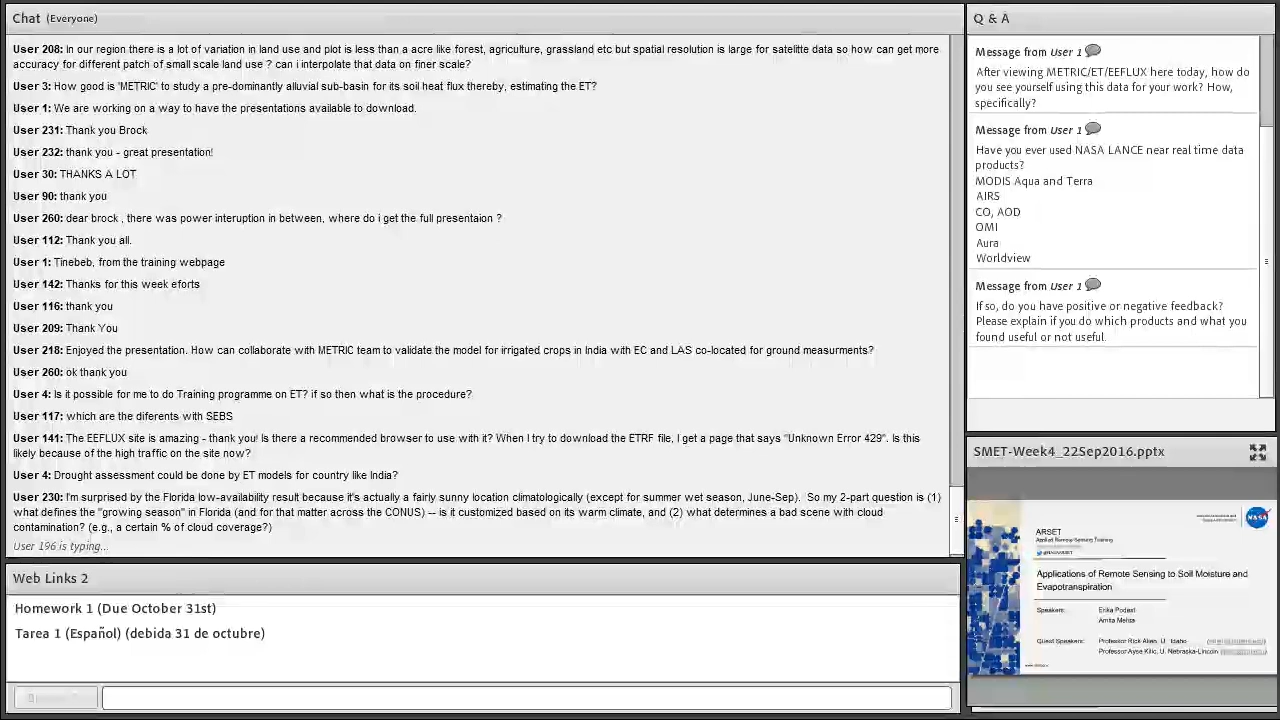 Chat (Everyone)
User 208: In our region there is a lot of variation in land use and plot is less than a acre like forest, agriculture, grassland etc but spatial resolution is large for satelitte data so how can get more
accuracy for different patch of small scale land use ? can i interpolate that data on finer scale?
User 3: How good is 'METRIC' to study a pre-dominantly alluvial sub-basin for its soil heat flux thereby, estimating the ET?
User 1: We are working on a way to have the presentations available to download.
User 231: Thank you Brock
User 232: thank you - great presentation!
User 30: THANKS A LOT
User 90: thank you
User 260: dear brock , there was power interuption in between, where do i get the full presentaion ?
User 112: Thank you all.
User 1: Tinebeb, from the training webpage
User 142: Thanks for this week eforts
User 116: thank you
User 209: Thank You
User 218: Enjoyed the presentation. How can collaborate with METRIC team to validate the model for irrigated crops in India with EC and LAS co-located for ground measurments?
User 260: ok thank you
User 4: Is it possible for me to do Training programme on ET? if so then what is the procedure?
User 117: which are the diferents with SEBS
User 141: The EEFLUX site is amazing - thank you! Is there a recommended browser to use with it? When I try to download the ETRF file, I get a page that says "Unknown Error 429". Is this
likely because of the high traffic on the site now?
User 4: Drought assessment could be done by ET models for country like India?
User 230: I'm surprised by the Florida low-availability result because it's actually a fairly sunny location climatologically (except for summer wet season, June-Sep). So my 2-part question is (1)
what defines the "growing season" in Florida (and for that matter across the CONUS) -- is it customized based on its warm climate, and (2) what determines a bad scene with cloud
contamination? (e.g., a certain % of cloud coverage?)
User 196 is typing...
Web Links 2
Homework 1 (Due October 31st)
Tarea 1 (Español) (debida 31 de octubre)
Q & A
Message from User 1
After viewing METRIC/ET/EEFLUX here today, how do
you see yourself using this data for your work? How,
specifically?
Message from User 1
Have you ever used NASA LANCE near real time data
products?
MODIS Aqua and Terra
AIRS
CO, AOD
OMI
Aura
Worldview
Message from User 1
If so, do you have positive or negative feedback?
Please explain if you do which products and what you
found useful or not useful.
SMET-Week4_22Sep2016.pptx
NASA
ARSET
Applied Remote Sensing Training
@NASAARSET
Applications of Remote Sensing to Soil Moisture and
Evapotranspiration
Speakers: Erika Podest
Amita Mehta
Guest Speakers: Professor Rick Allen, U. Idaho
Professor Ayse Kilic, U. Nebraska-Lincoln